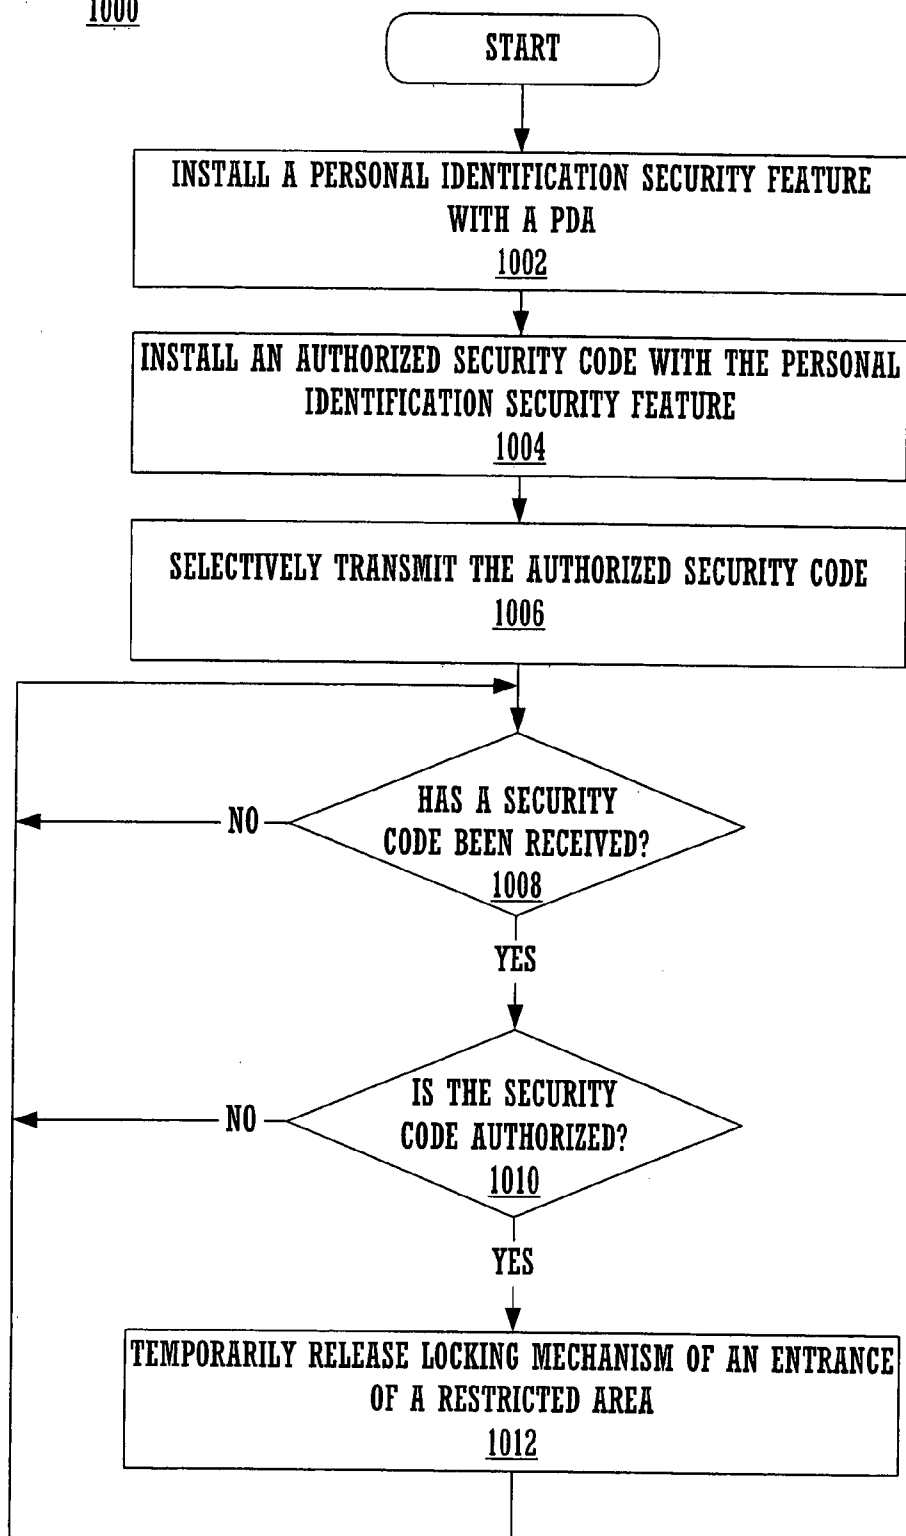 1000
START
INSTALL A PERSONAL IDENTIFICATION SECURITY FEATURE
WITH A PDA
1002
INSTALL AN AUTHORIZED SECURITY CODE WITH THE PERSONAL
IDENTIFICATION SECURITY FEATURE
1004
SELECTIVELY TRANSMIT THE AUTHORIZED SECURITY CODE
1006
HAS A SECURITY
NO
CODE BEEN RECEIVED?
1008
YES
IS THE SECURITY
NO
CODE AUTHORIZED?
1010
YES
TEMPORARILY RELEASE LOCKING MECHANISM OF AN ENTRANCE
OF A RESTRICTED AREA
1012